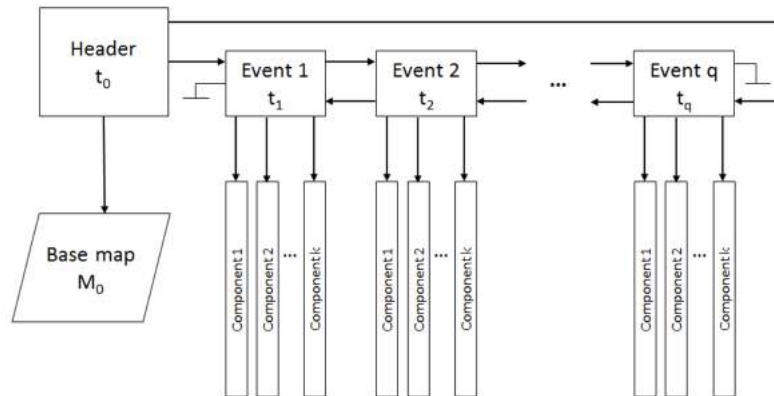 Header
t₀
Event 1
t₁
Event 2
t₂
...
Event q
t_q
Base map
M₀
Component 1
Component 2
...
Component k
Component 1
Component 2
...
Component k
Component 1
Component 2
...
Component k